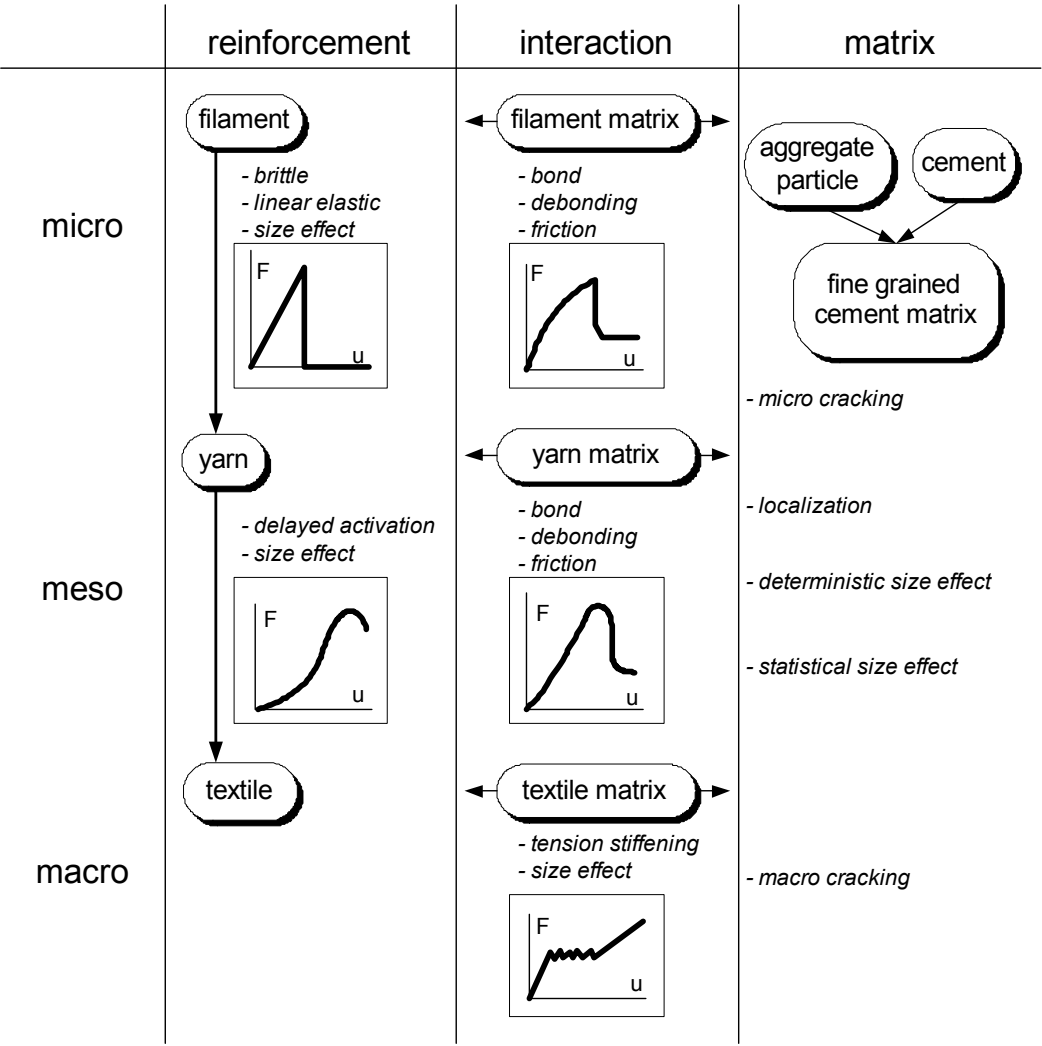 reinforcement
interaction
matrix
micro
filament
- brittle
- linear elastic
- size effect
F
u
filament matrix
- bond
- debonding
- friction
F
u
aggregate
particle
cement
fine grained
cement matrix
- micro cracking
meso
yarn
- delayed activation
- size effect
F
u
yarn matrix
- bond
- debonding
- friction
F
u
- localization
- deterministic size effect
- statistical size effect
macro
textile
textile matrix
- tension stiffening
- size effect
F
u
- macro cracking